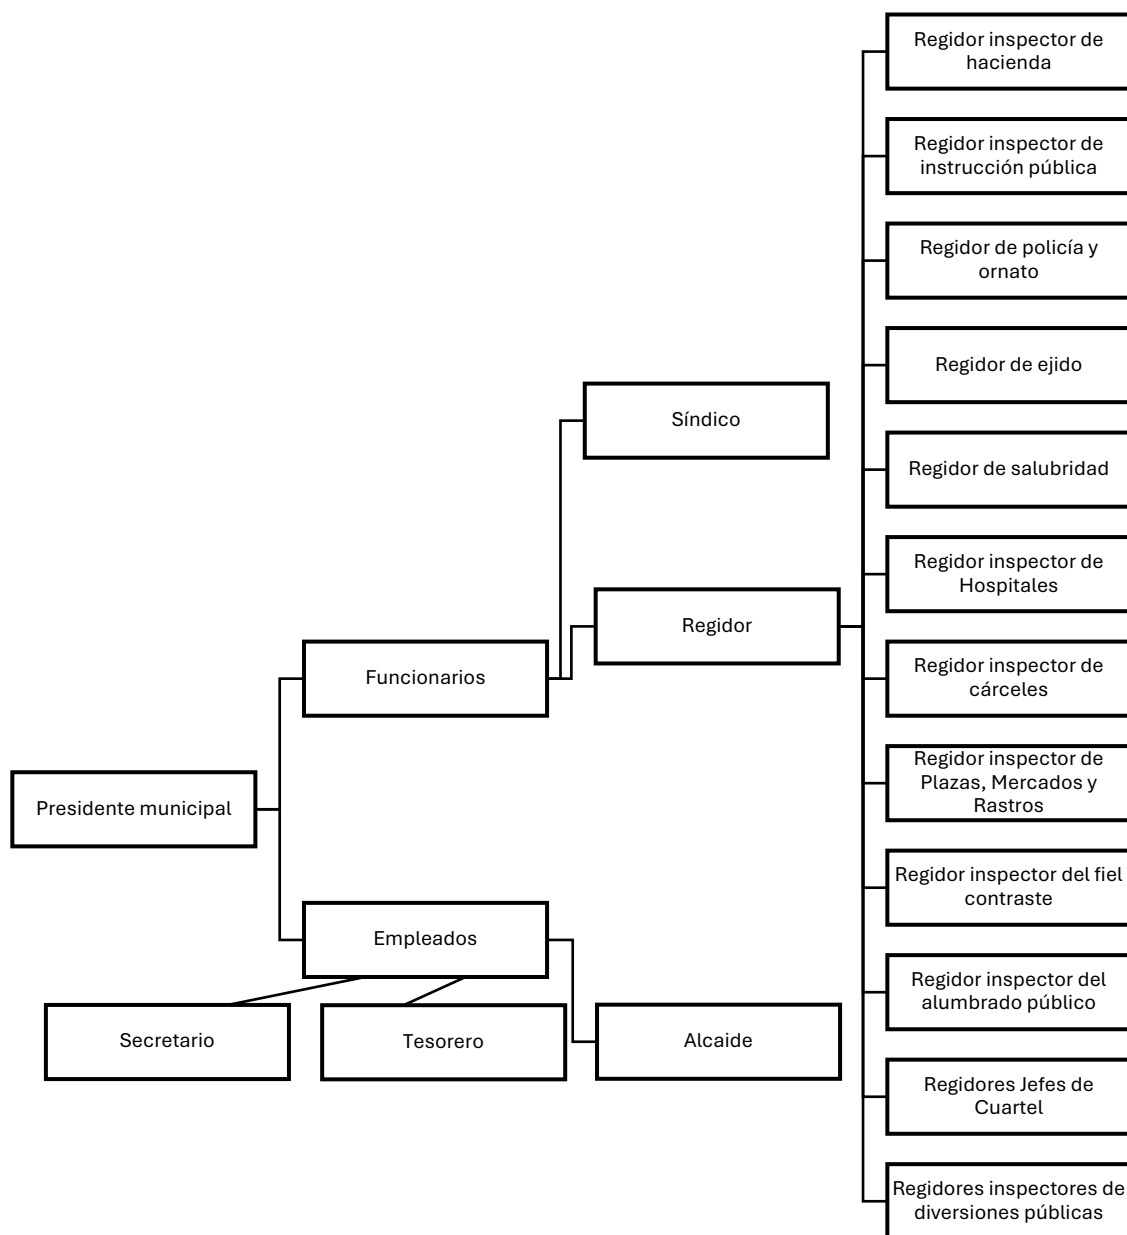 Regidor inspector de
hacienda
Regidor inspector de
instrucción pública
Regidor de policía y
ornato
Regidor de ejido
Síndico
Regidor de salubridad
Regidor inspector de
Hospitales
Regidor
Funcionarios
Regidor inspector de
cárceles
Presidente municipal
Regidor inspector de
Plazas, Mercados y
Rastros
Regidor inspector del fiel
contraste
Empleados
Regidor inspector del
alumbrado público
Secretario
Tesorero
Alcaide
Regidores Jefes de
Cuartel
Regidores inspectores de
diversiones públicas